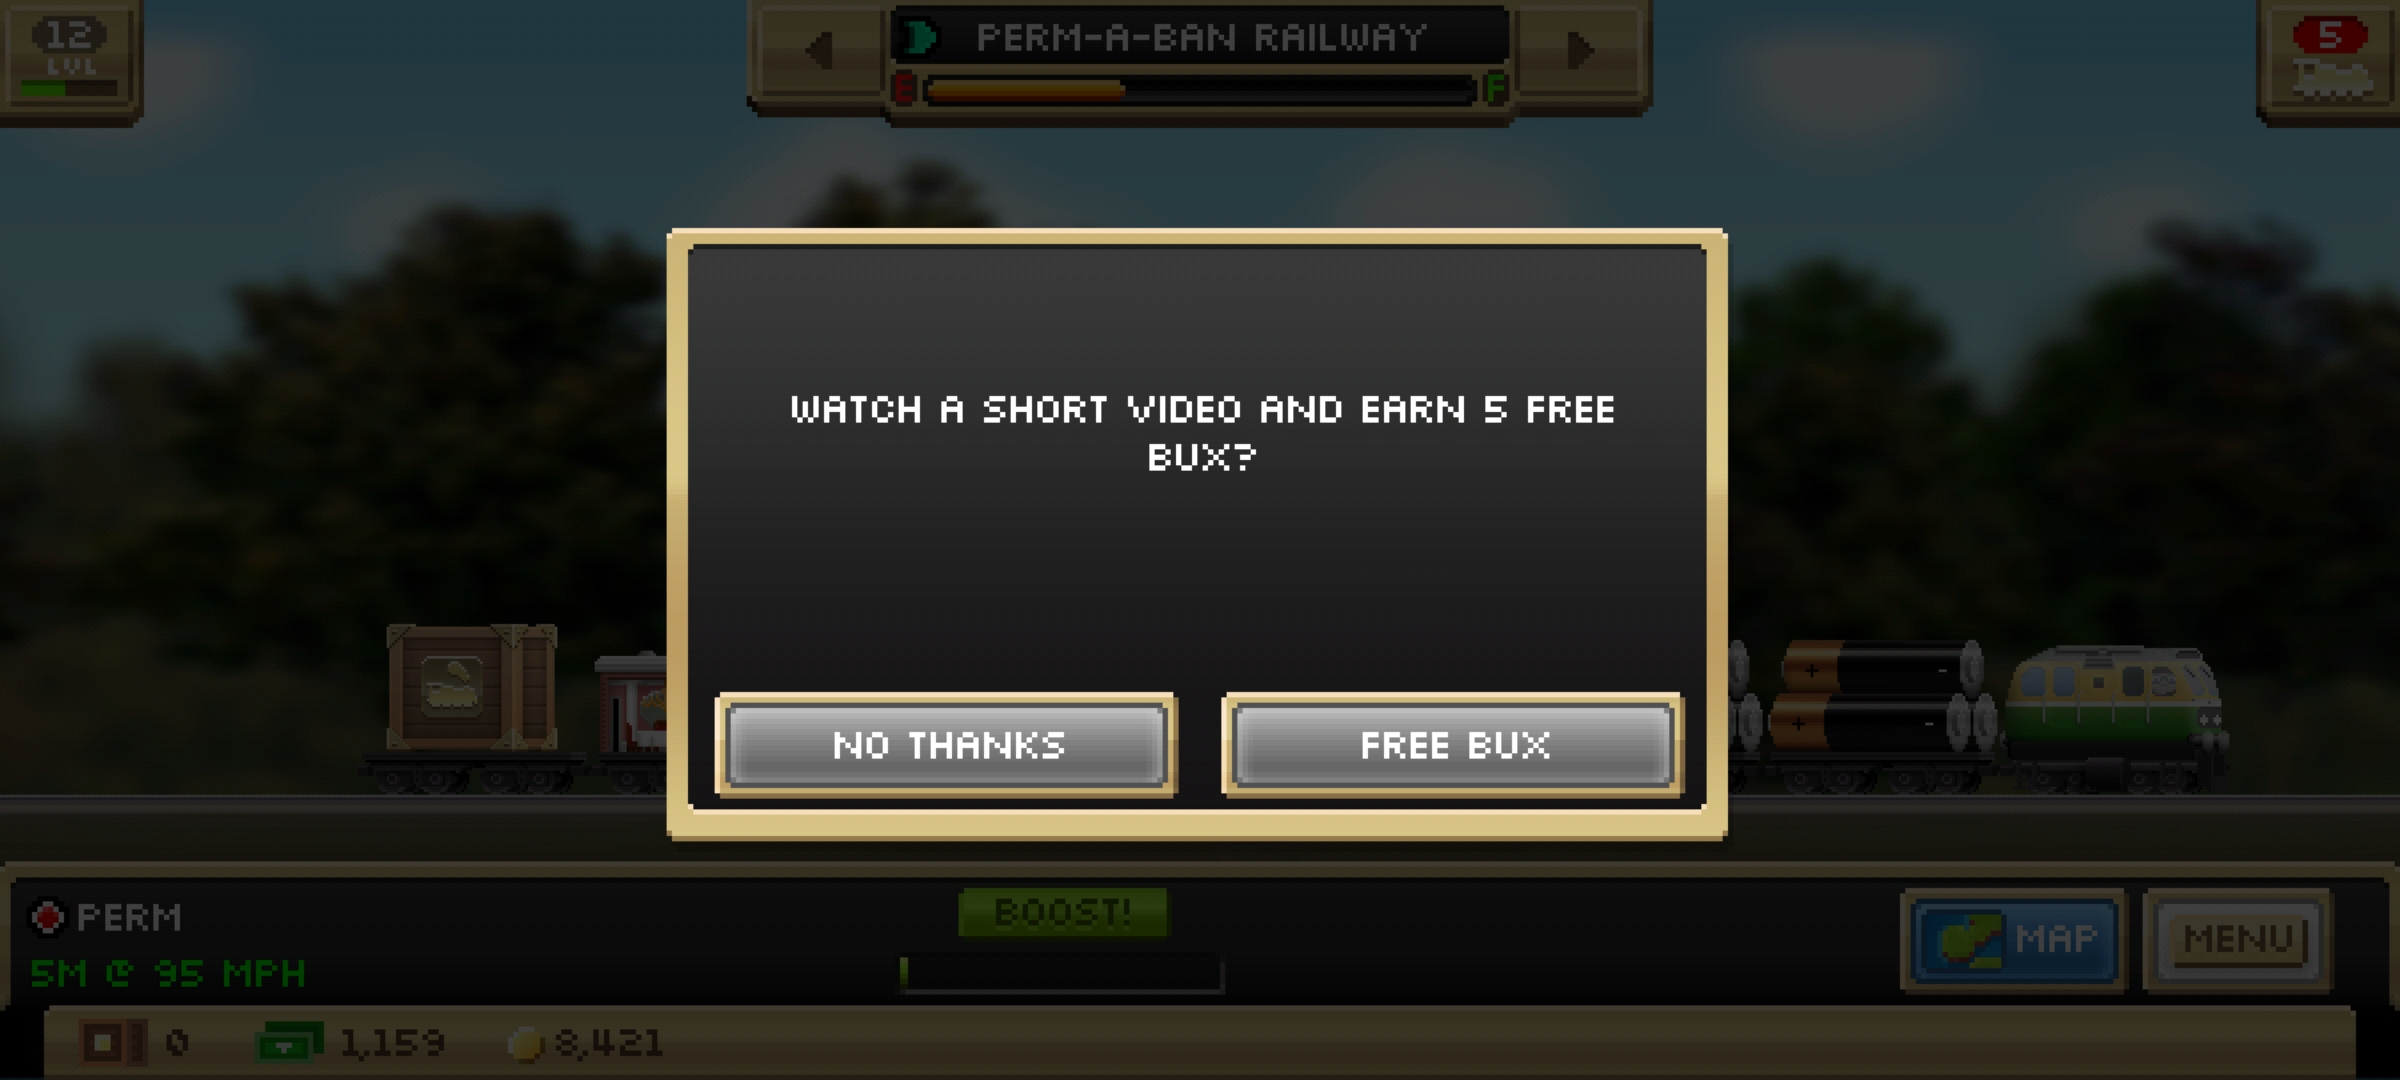 12
LVL
PERM-A-BAN RAILWAY
E F
5
WATCH A SHORT VIDEO AND EARN 5 FREE
BUX?
NO THANKS
FREE BUX
PERM
5M @ 95 MPH
BOOST!
MAP
MENU
0
1,159
8,421